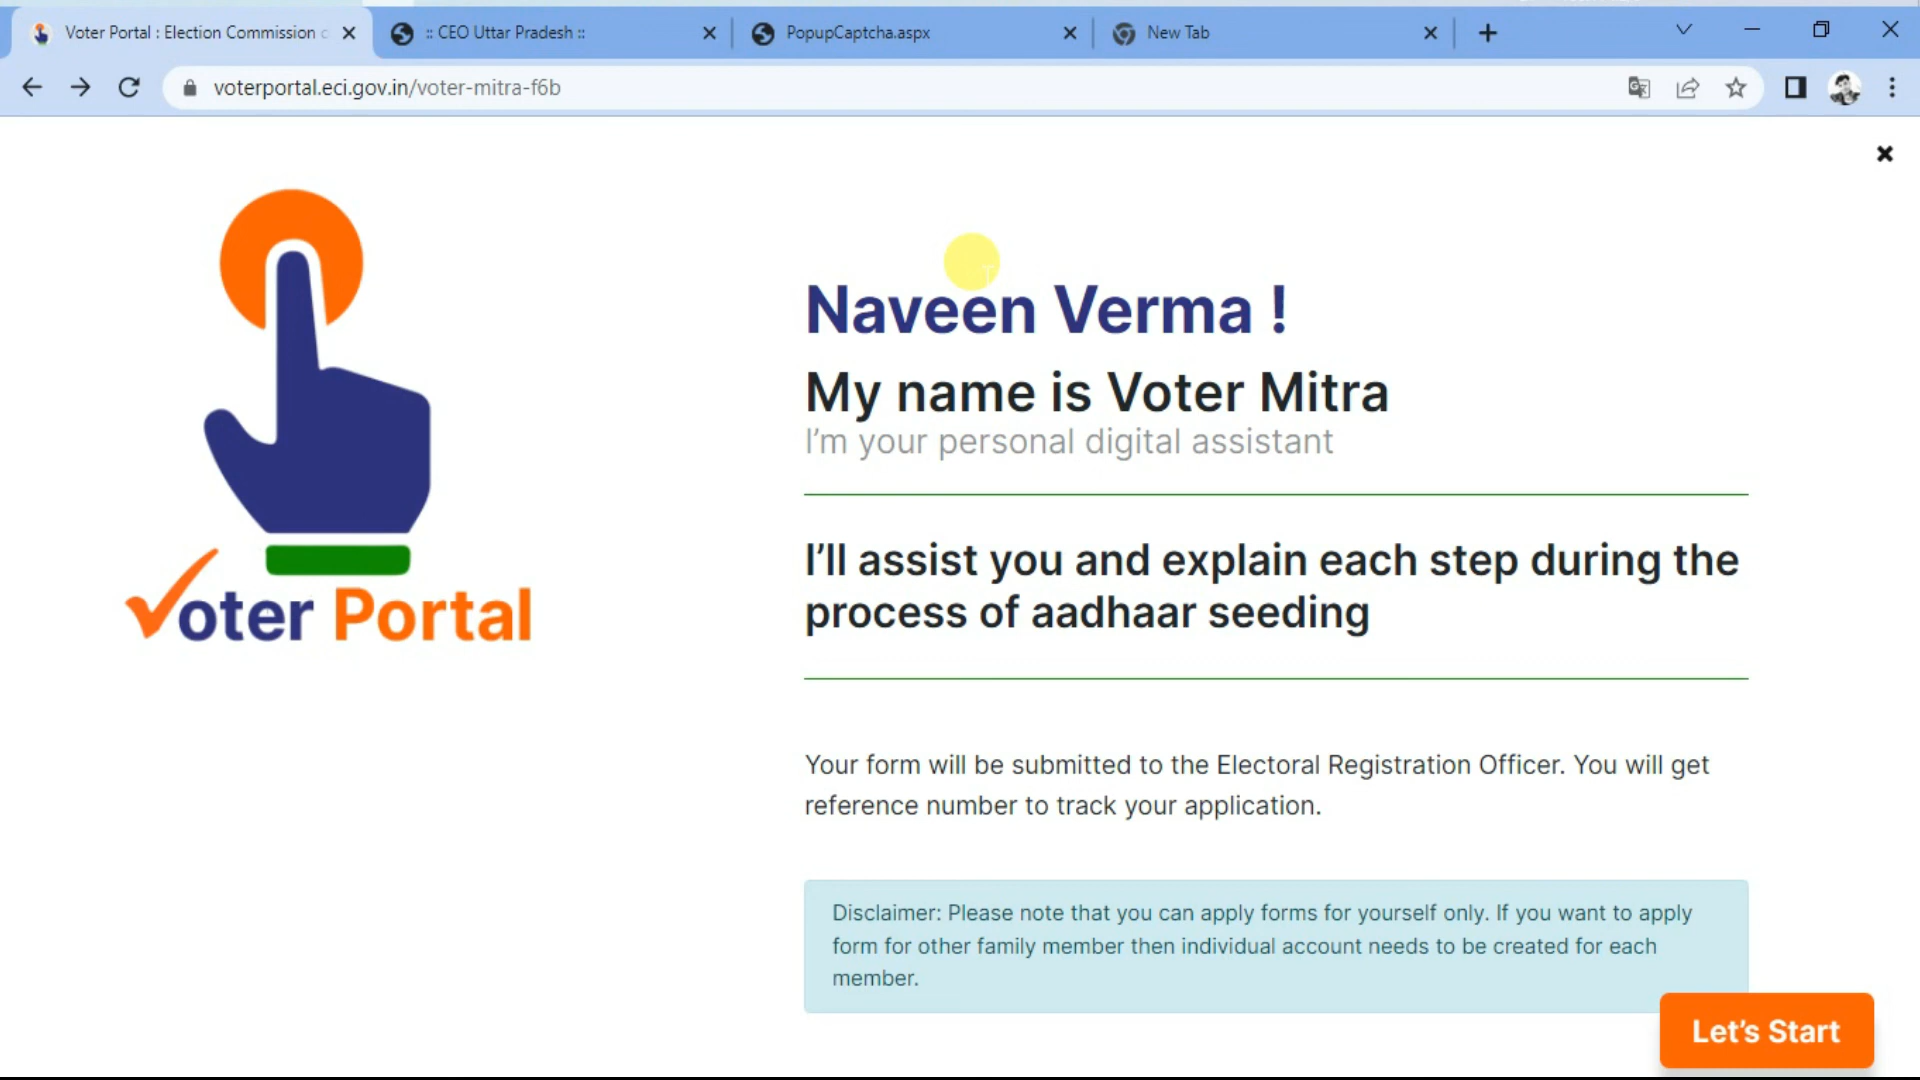 Voter Portal : Election Commission
:: CEO Uttar Pradesh ::
PopupCaptcha.aspx
New Tab
voterportal.eci.gov.in/voter-mitra-f6b
Naveen Verma !
My name is Voter Mitra
I'm your personal digital assistant
I'll assist you and explain each step during the
process of aadhaar seeding
Voter Portal
Your form will be submitted to the Electoral Registration Officer. You will get
reference number to track your application.
Disclaimer: Please note that you can apply forms for yourself only. If you want to apply
form for other family member then individual account needs to be created for each
member.
Let's Start